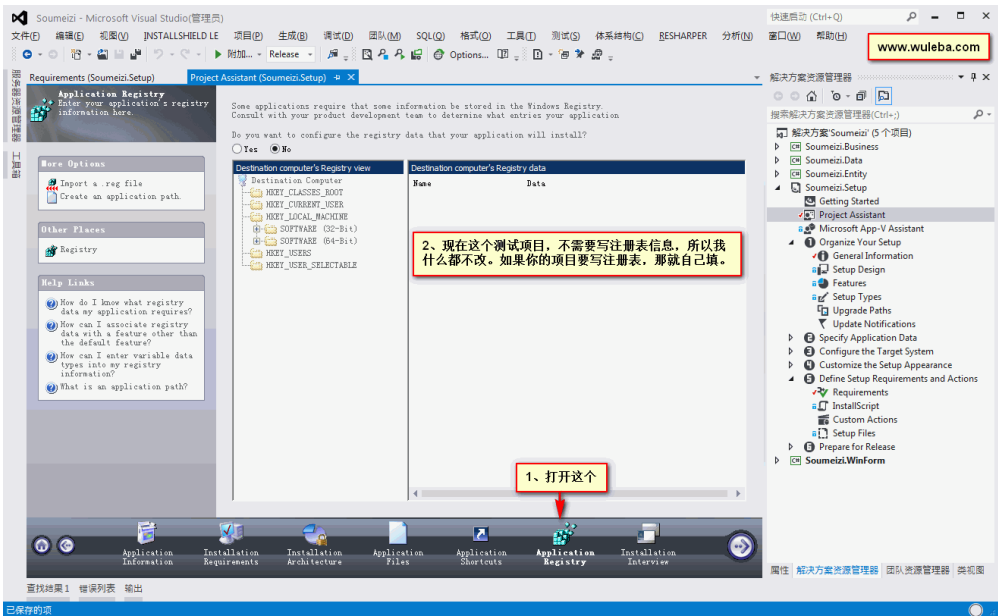 Soumeizi - Microsoft Visual Studio(管理员)
快速启动 (Ctrl+Q)
文件(F) 编辑(E) 视图(V) INSTALLSHIELD LE 项目(P) 生成(B) 调试(D) 团队(M) SQL(Q) 格式(O) 工具(T) 测试(S) 体系结构(C) RESHARPER 分析(N) 窗口(W) 帮助(H)
www.wuleba.com
附加... Release Options...
服务器资源管理器
工具箱
Requirements (Soumeizi.Setup) Project Assistant (Soumeizi.Setup)
Application Registry
Enter your application's registry
information here.
More Options
Import a .reg file
Create an application path.
Other Places
Registry
Help Links
How do I know what registry
data my application requires?
How can I associate registry
data with a feature other than
the default feature?
How can I enter variable data
types into my registry
information?
What is an application path?
Some applications require that some information be stored in the Windows Registry.
Consult with your product development team to determine what entries your application
Do you want to configure the registry data that your application will install?
Yes No
Destination computer's Registry view
Destination Computer
HKEY_CLASSES_ROOT
HKEY_CURRENT_USER
HKEY_LOCAL_MACHINE
SOFTWARE (32-Bit)
SOFTWARE (64-Bit)
HKEY_USERS
HKEY_USER_SELECTABLE
Destination computer's Registry data
Name Data
2、现在这个测试项目，不需要写注册表信息，所以我
什么都不改。如果你的项目要写注册表，那就自己填。
1、打开这个
Application
Information
Installation
Requirements
Installation
Architecture
Application
Files
Application
Shortcuts
Application
Registry
Installation
Interview
解决方案资源管理器
搜索解决方案资源管理器(Ctrl+;)
解决方案'Soumeizi' (5 个项目)
Soumeizi.Business
Soumeizi.Data
Soumeizi.Entity
Soumeizi.Setup
Getting Started
Project Assistant
Microsoft App-V Assistant
1 Organize Your Setup
General Information
Setup Design
Features
Setup Types
Upgrade Paths
Update Notifications
2 Specify Application Data
3 Configure the Target System
4 Customize the Setup Appearance
5 Define Setup Requirements and Actions
Requirements
InstallScript
Custom Actions
Setup Files
6 Prepare for Release
Soumeizi.WinForm
属性 解决方案资源管理器 团队资源管理器 类视图
查找结果 1 错误列表 输出
已保存的项